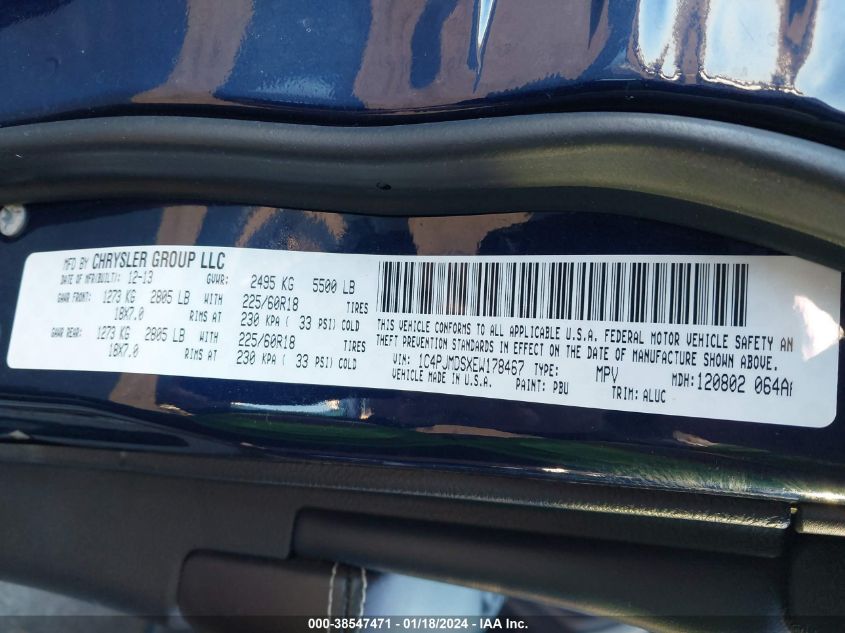 MFD BY CHRYSLER GROUP LLC
DATE OF MFR(BUILT): 12-13 GVWR: 2495 KG 5500 LB
GAWR FRONT: 1273 KG 2805 LB WITH 225/60R18 TIRES
18X7.0 RIMS AT 230 KPA ( 33 PSI) COLD
GAWR REAR: 1273 KG 2805 LB WITH 225/60R18 TIRES
18X7.0 RIMS AT 230 KPA ( 33 PSI) COLD
THIS VEHICLE CONFORMS TO ALL APPLICABLE U.S.A. FEDERAL MOTOR VEHICLE SAFETY AN
THEFT PREVENTION STANDARDS IN EFFECT ON THE DATE OF MANUFACTURE SHOWN ABOVE.
VIN: 1C4PJMDSXEW178467 TYPE: MPV MDH: 120802 064A
VEHICLE MADE IN U.S.A. PAINT: PBU TRIM: ALUC
000-38547471 - 01/18/2024 - IAA Inc.